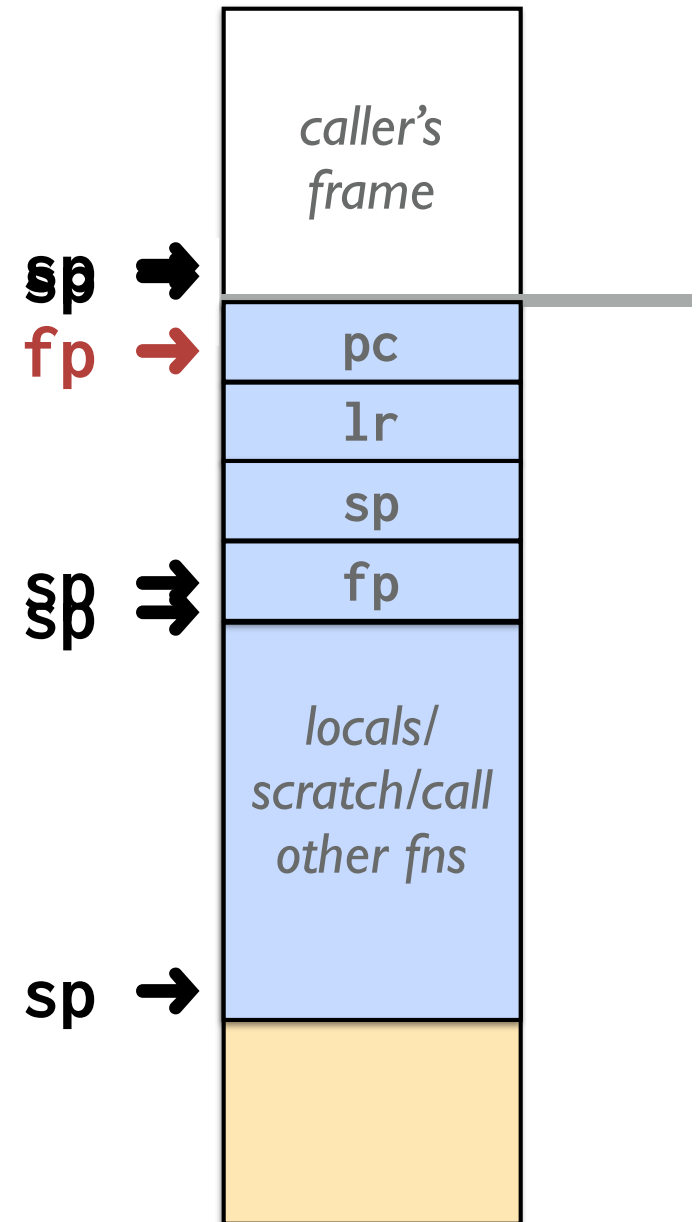 caller's
frame
sp
sp
fp
pc
lr
sp
sp
fp
sp
locals/
scratch/call
other fns
sp